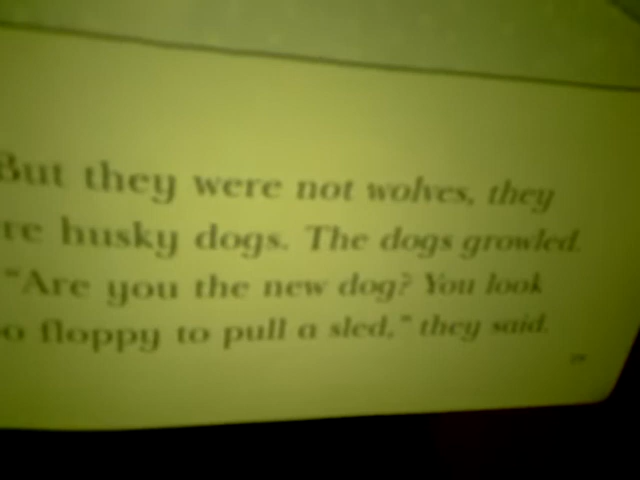 But they were not wolves, they
re husky dogs. The dogs growled.
“Are you the new dog? You look
oo floppy to pull a sled,” they said.